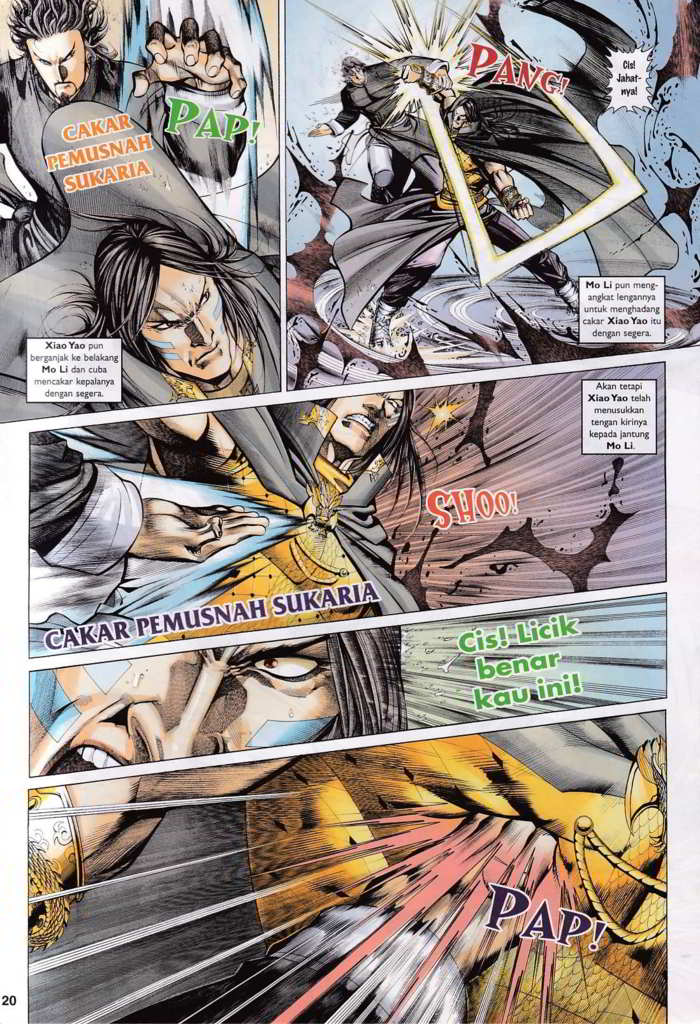 PAP!
CAKAR
PEMUSNAH
SUKARIA
Xiao Yao pun
berganjak ke belakang
Mo Li dan cuba
mencakar kepalanya
dengan segera.
PANG!
Cis!
Jahat-
nya!
Mo Li pun meng-
angkat lengannya
untuk menghadang
cakar Xiao Yao itu
dengan segera.
Akan tetapi
Xiao Yao telah
menusukkan
tengan kirinya
kepada jantung
Mo Li.
SHOO!
CAKAR PEMUSNAH SUKARIA
Cis! Licik
benar
kau ini!
PAP!
20